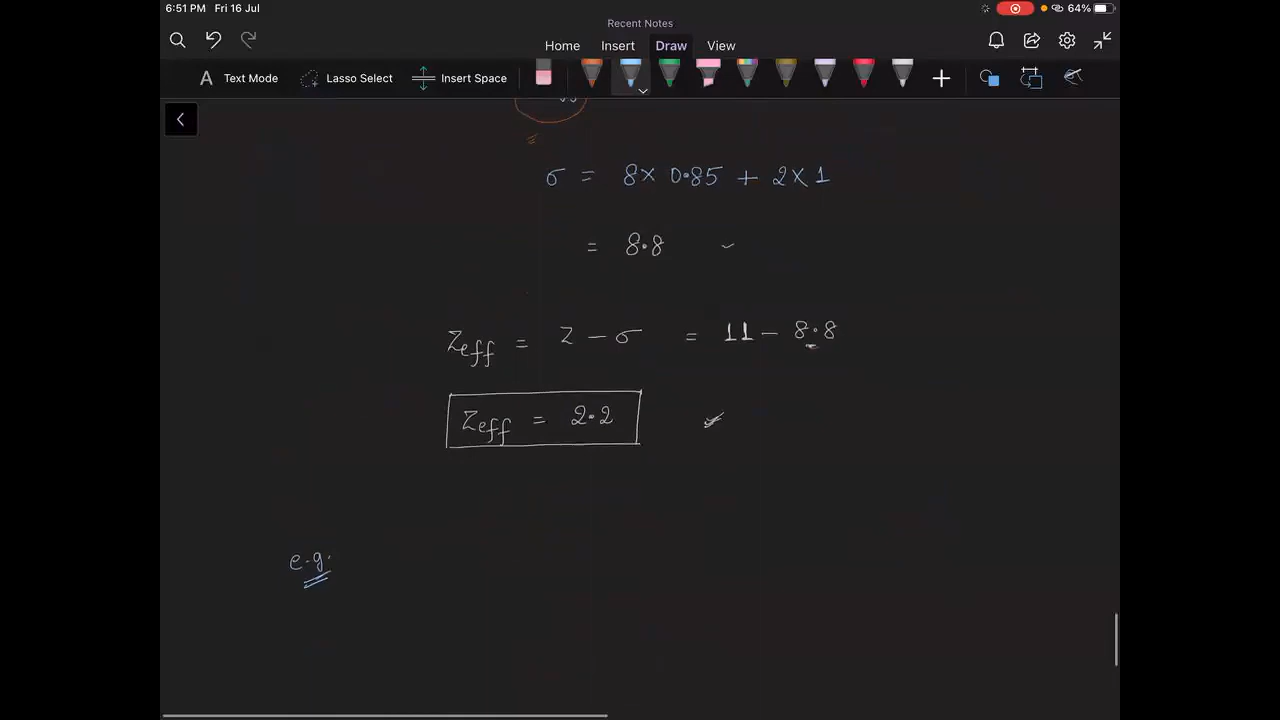 6:51 PM Fri 16 Jul
64%
Recent Notes
Home Insert Draw View
A Text Mode Lasso Select Insert Space
σ = 8× 0.85 + 2×1
= 8.8
Zeff = Z – σ = 11 – 8.8
Zeff = 2.2
e.g.